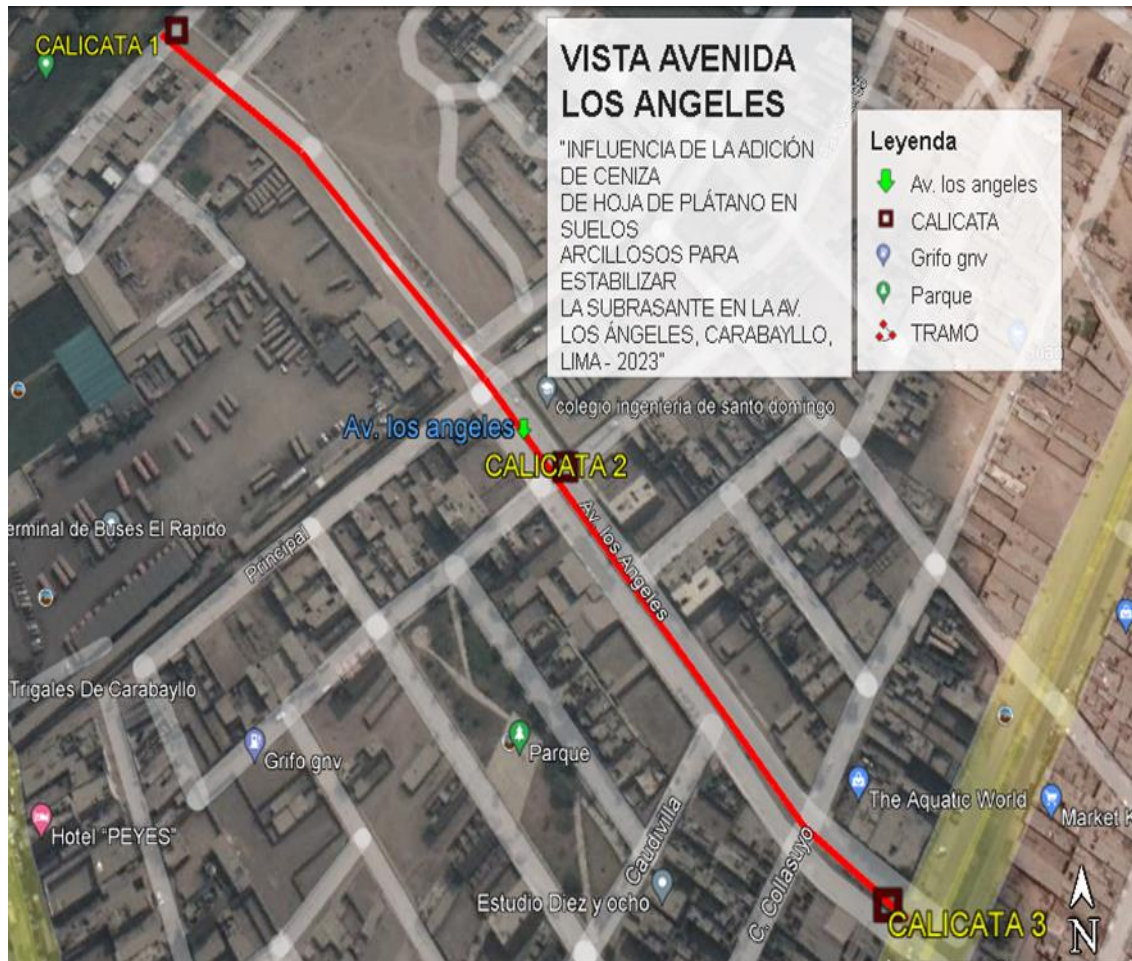 CALICATA 1
VISTA AVENIDA
LOS ANGELES
"INFLUENCIA DE LA ADICIÓN
DE CENIZA
DE HOJA DE PLÁTANO EN
SUELOS
ARCILLOSOS PARA
ESTABILIZAR
LA SUBRASANTE EN LA AV.
LOS ÁNGELES, CARABAYLLO,
LIMA - 2023"
Leyenda
Av. los angeles
CALICATA
Grifo gnv
Parque
TRAMO
Juan
colegio ingenieria de santo domingo
Av. los angeles
CALICATA 2
Av. los Angeles
erminal de Buses El Rapido
Principal
Trigales De Carabayllo
Grifo gnv
Parque
The Aquatic World
Market K
Hotel "PEYES"
Caudivilla
C. Collasuyo
Estudio Diez y ocho
CALICATA 3
N